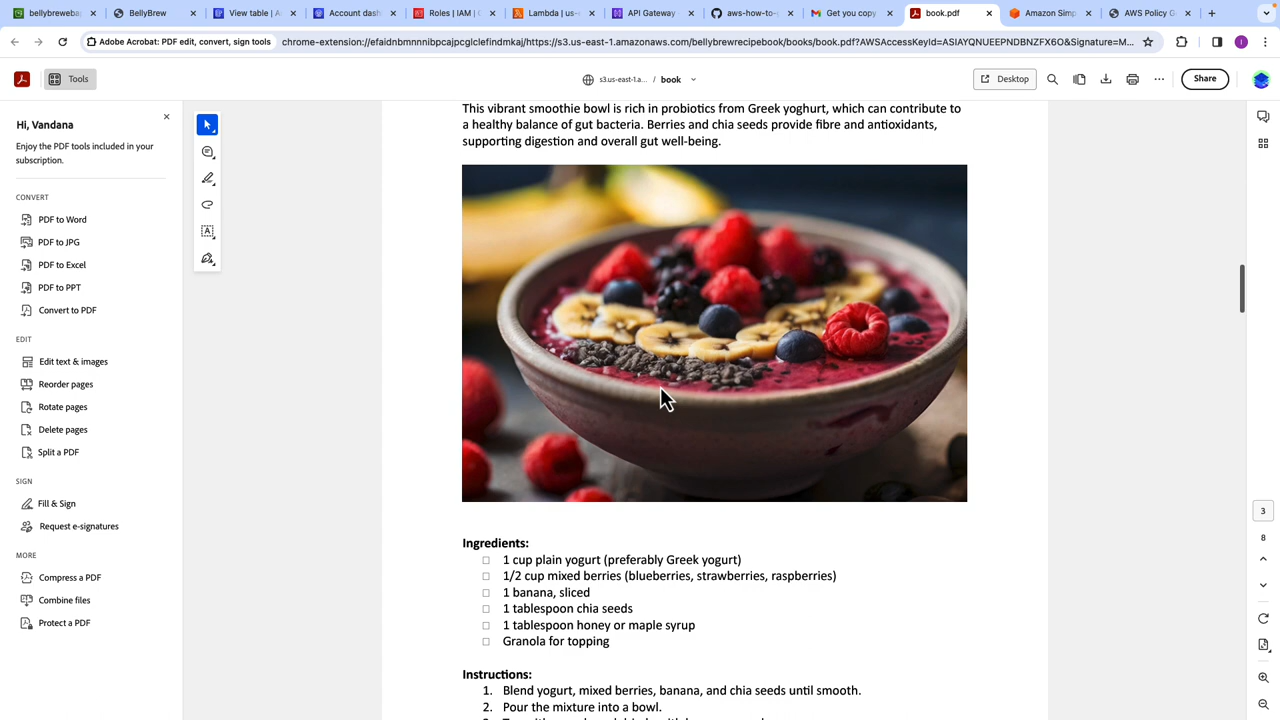 bellybrewebaj
BellyBrew
View table | A
Account dash
Roles | IAM | G
Lambda | us-e
API Gateway
aws-how-to-p
Get you copy
book.pdf
Amazon Simp
AWS Policy G
Adobe Acrobat: PDF edit, convert, sign tools
chrome-extension://efaidnbmnnnibpcajpcglclefindmkaj/https://s3.us-east-1.amazonaws.com/bellybrewrecipebook/books/book.pdf?AWSAccessKeyId=ASIAYQNUEEPNDBNZFX6O&Signature=M...
Tools
s3.us-east-1.a... / book
Desktop
Share
Hi, Vandana
Enjoy the PDF tools included in your
subscription.
CONVERT
PDF to Word
PDF to JPG
PDF to Excel
PDF to PPT
Convert to PDF
EDIT
Edit text & images
Reorder pages
Rotate pages
Delete pages
Split a PDF
SIGN
Fill & Sign
Request e-signatures
MORE
Compress a PDF
Combine files
Protect a PDF
This vibrant smoothie bowl is rich in probiotics from Greek yoghurt, which can contribute to
a healthy balance of gut bacteria. Berries and chia seeds provide fibre and antioxidants,
supporting digestion and overall gut well-being.
Ingredients:
1 cup plain yogurt (preferably Greek yogurt)
1/2 cup mixed berries (blueberries, strawberries, raspberries)
1 banana, sliced
1 tablespoon chia seeds
1 tablespoon honey or maple syrup
Granola for topping
Instructions:
1. Blend yogurt, mixed berries, banana, and chia seeds until smooth.
2. Pour the mixture into a bowl.
3
8